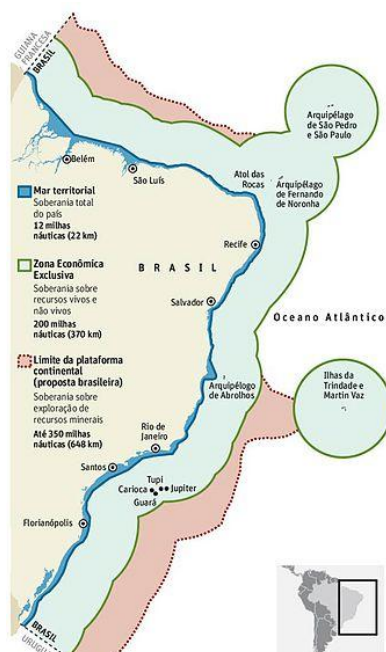 GUIANA
FRANCESA
BRASIL
Arquipélago
de São Pedro
e São Paulo
Belém
São Luís
Atol das
Rocas
Arquipélago
de Fernando
de Noronha
Mar territorial
Soberania total
do país
12 milhas
náuticas (22 km)
Recife
Zona Econômica
Exclusiva
Soberania sobre
recursos vivos e
não vivos
200 milhas
náuticas (370 km)
BRASIL
Salvador
Oceano Atlântico
Limite da plataforma
continental
(proposta brasileira)
Soberania sobre
exploração de
recursos minerais
Até 350 milhas
náuticas (648 km)
Arquipélogo
de Abrolhos
Ilhas da
Trindade e
Martin Vaz
Rio de
Janeiro
Santos
Tupi
Carioca
Jupiter
Guará
Florianópolis
BRASIL
URUGU